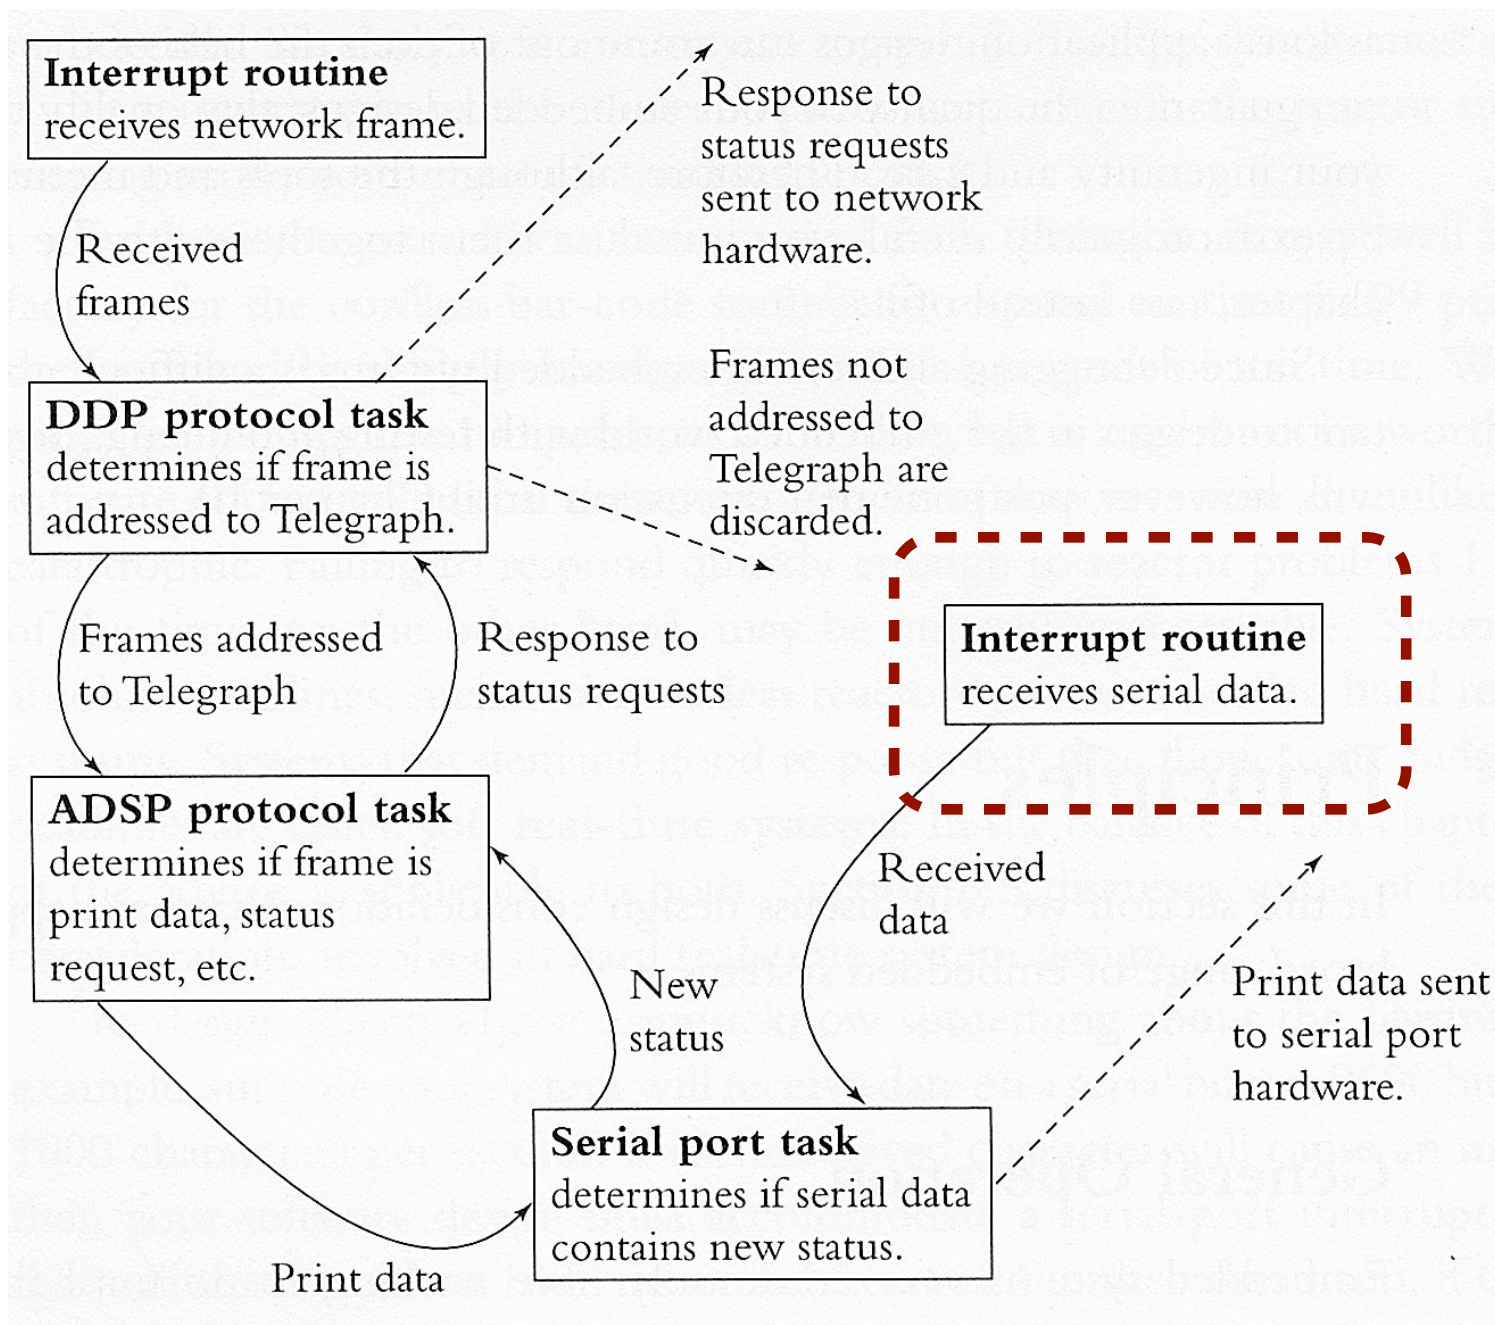 Interrupt routine
receives network frame.
Response to
status requests
sent to network
hardware.
Received
frames
DDP protocol task
determines if frame is
addressed to Telegraph.
Frames not
addressed to
Telegraph are
discarded.
Frames addressed
to Telegraph
Response to
status requests
Interrupt routine
receives serial data.
ADSP protocol task
determines if frame is
print data, status
request, etc.
Received
data
New
status
Print data sent
to serial port
hardware.
Serial port task
determines if serial data
contains new status.
Print data